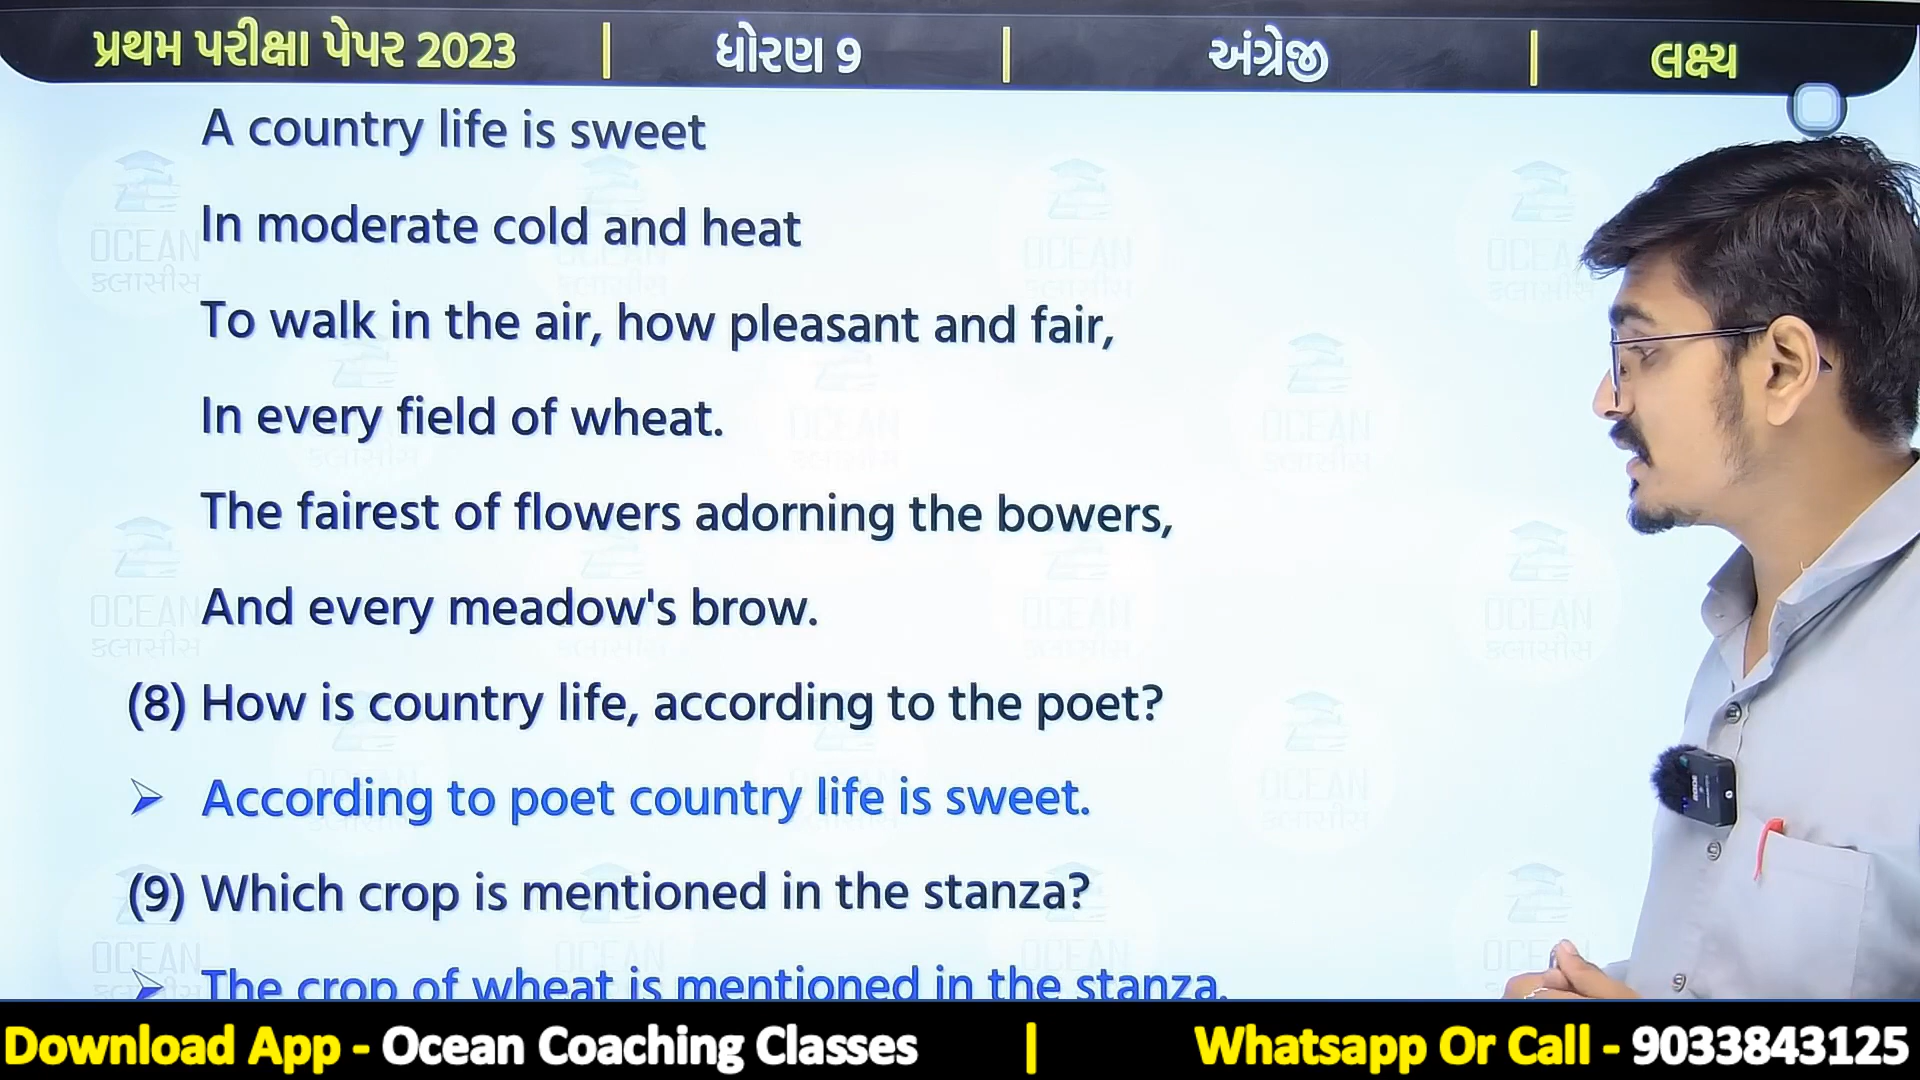 પ્રથમ પરીક્ષા પેપર 2023 | ધોરણ 9 | અંગ્રેજી | લક્ષ્ય
A country life is sweet
In moderate cold and heat
To walk in the air, how pleasant and fair,
In every field of wheat.
The fairest of flowers adorning the bowers,
And every meadow's brow.
(8) How is country life, according to the poet?
➢ According to poet country life is sweet.
(9) Which crop is mentioned in the stanza?
➢ The crop of wheat is mentioned in the stanza.
OCEAN
ક્લાસીસ
Download App - Ocean Coaching Classes | Whatsapp Or Call - 9033843125